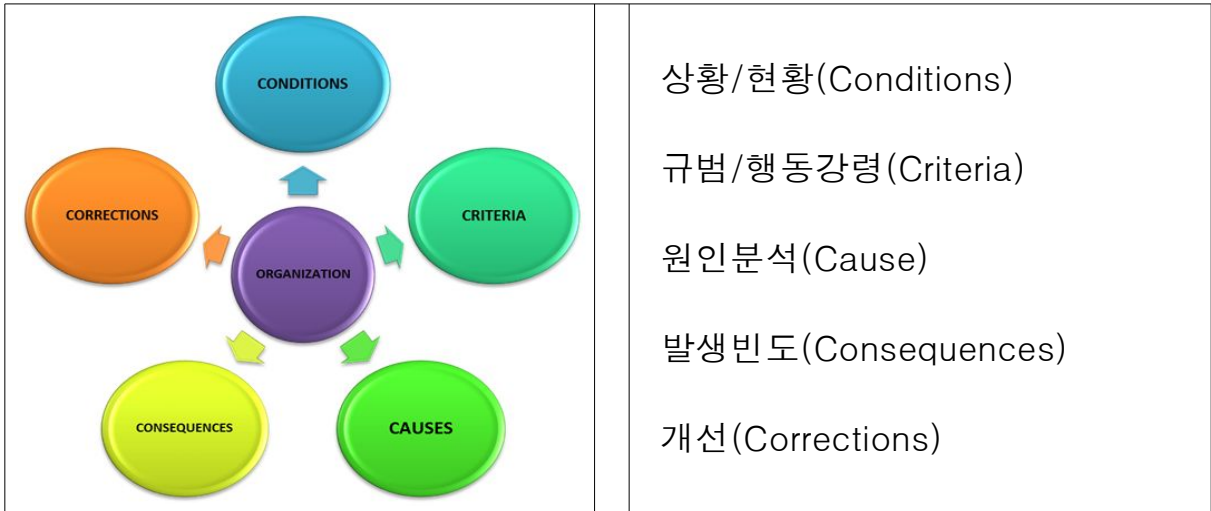 CONDITIONS
CORRECTIONS
CRITERIA
ORGANIZATION
CONSEQUENCES
CAUSES
상황/현황(Conditions)
규범/행동강령(Criteria)
원인분석(Cause)
발생빈도(Consequences)
개선(Corrections)